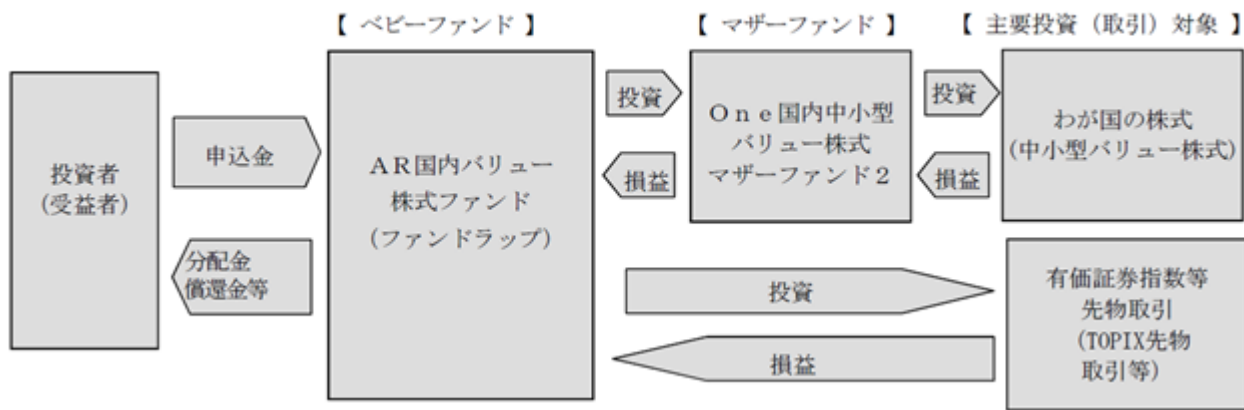 【 ベビーファンド 】
【 マザーファンド 】
【 主要投資（取引）対象 】
投資者
(受益者)
申込金
分配金
償還金等
ＡＲ国内バリュー
株式ファンド
(ファンドラップ)
投資
損益
Ｏｎｅ国内中小型
バリュー株式
マザーファンド２
投資
損益
わが国の株式
(中小型バリュー株式)
投資
損益
有価証券指数等
先物取引
(TOPIX先物
取引等)